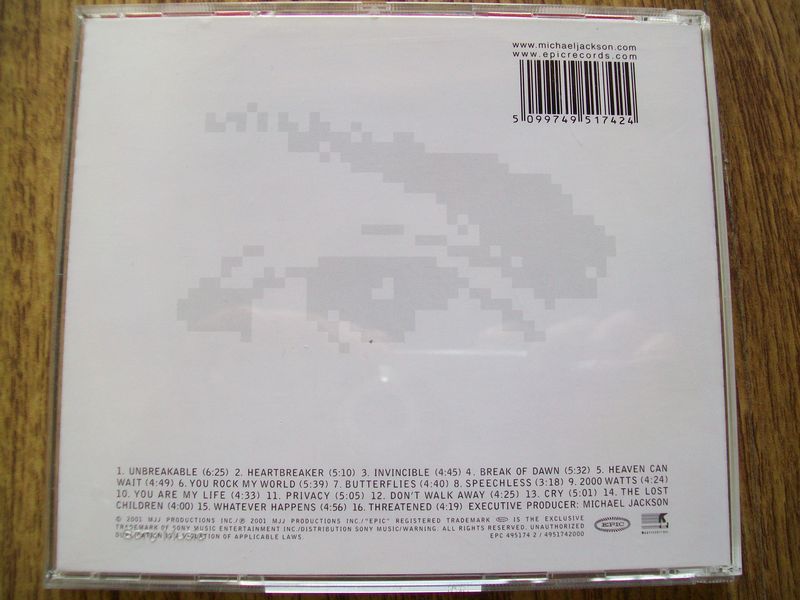 www.michaeljackson.com
www.epicrecords.com
5 099749 517424
1. UNBREAKABLE (6:25) 2. HEARTBREAKER (5:10) 3. INVINCIBLE (4:45) 4. BREAK OF DAWN (5:32) 5. HEAVEN CAN
WAIT (4:49) 6. YOU ROCK MY WORLD (5:39) 7. BUTTERFLIES (4:40) 8. SPEECHLESS (3:18) 9. 2000 WATTS (4:24)
10. YOU ARE MY LIFE (4:33) 11. PRIVACY (5:05) 12. DON'T WALK AWAY (4:25) 13. CRY (5:01) 14. THE LOST
CHILDREN (4:00) 15. WHATEVER HAPPENS (4:56) 16. THREATENED (4:19) EXECUTIVE PRODUCER: MICHAEL JACKSON
© 2001 MJJ PRODUCTIONS INC./℗ 2001 MJJ PRODUCTIONS INC./"EPIC" REGISTERED TRADEMARK EPIC IS THE EXCLUSIVE
TRADEMARK OF SONY MUSIC ENTERTAINMENT INC./DISTRIBUTION SONY MUSIC/WARNING. ALL RIGHTS RESERVED. UNAUTHORIZED
DUPLICATION IS A VIOLATION OF APPLICABLE LAWS.
EPC 495174 2 / 4951742000
EPIC